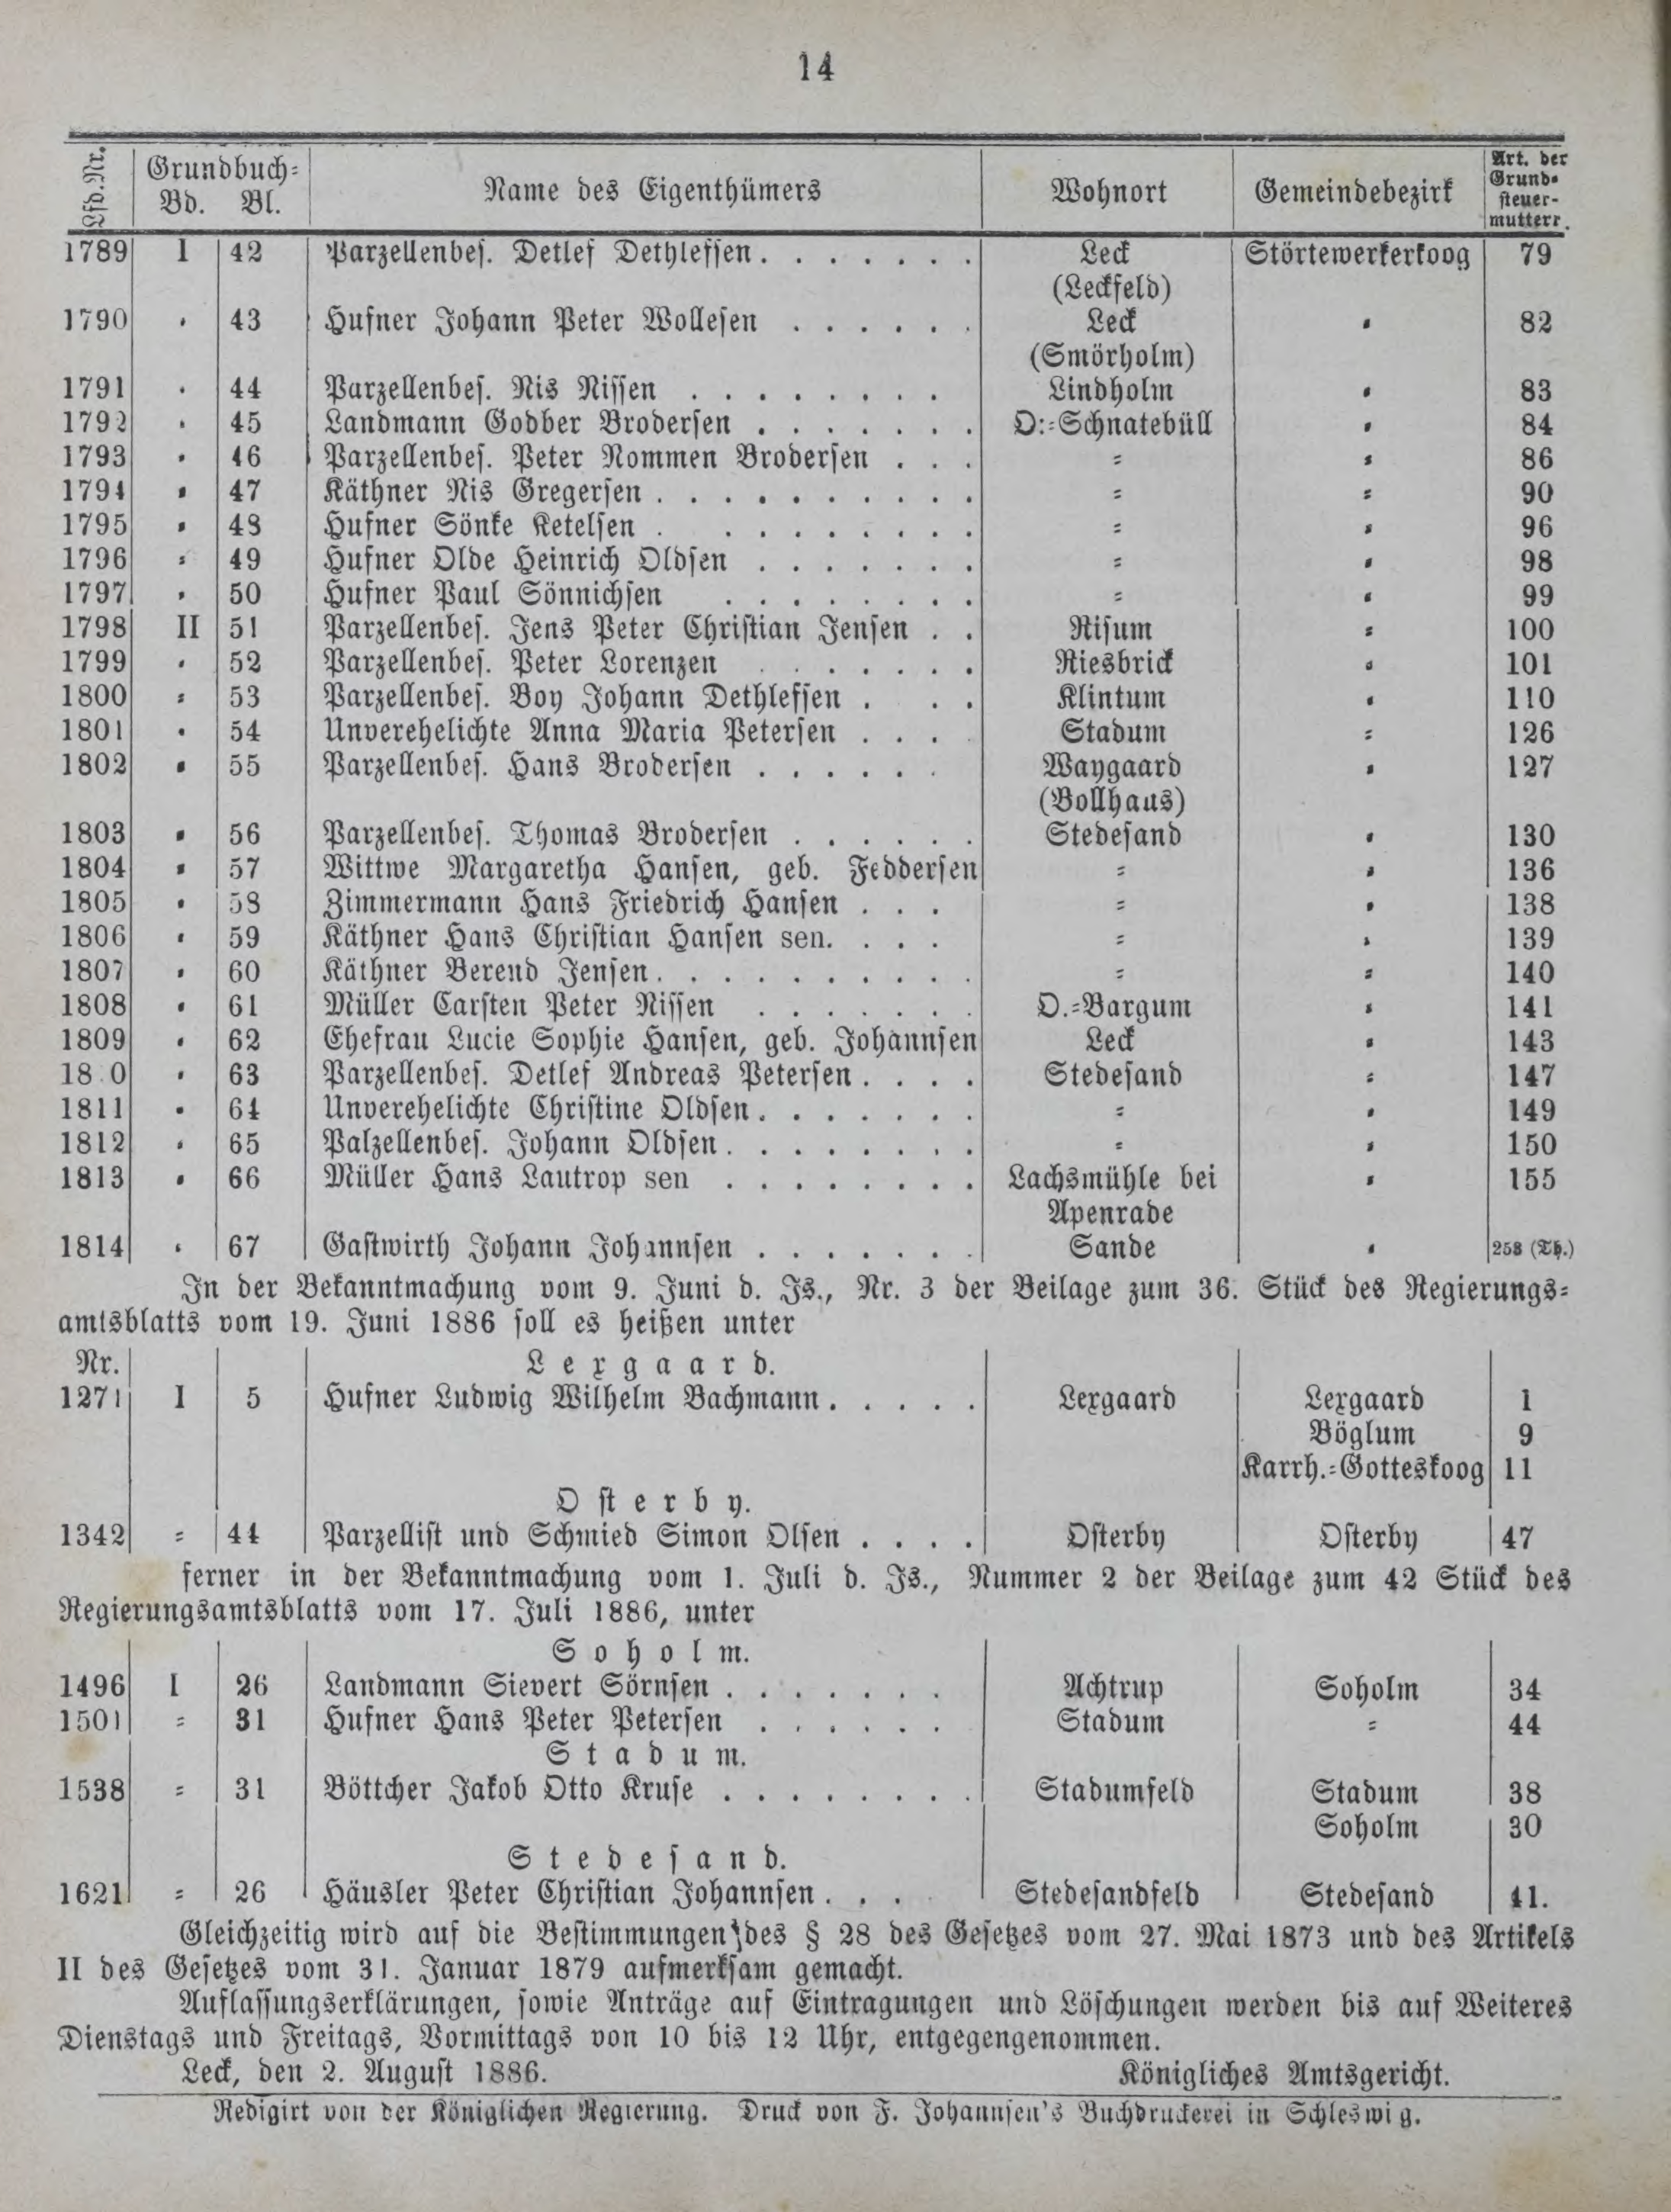 14
Lfd. Nr. Grundbuch= Name des Eigenthümers Wohnort Gemeindebezirk Art. der Grund= steuer= mutterr.
Bd. Bl.
1789 I 42 Parzellenbes. Detlef Dethlefsen. . . . . . . Leck Störtewerkerkoog 79
(Leckfeld)
1790 " 43 Hufner Johann Peter Wollesen . . . . . . Leck " 82
(Smörholm)
1791 " 44 Parzellenbes. Nis Nissen . . . . . . . . Lindholm " 83
1792 " 45 Landmann Godber Brodersen . . . . . . . O:=Schnatebüll " 84
1793 " 46 Parzellenbes. Peter Nommen Brodersen . . . " " 86
1794 " 47 Käthner Nis Gregersen . . . . . . . . . . " " 90
1795 " 48 Hufner Sönke Ketelsen . . . . . . . . . " " 96
1796 " 49 Hufner Olde Heinrich Oldsen . . . . . . . " " 98
1797 " 50 Hufner Paul Sönnichsen . . . . . . . . " " 99
1798 II 51 Parzellenbes. Jens Peter Christian Jensen . . Risum " 100
1799 " 52 Parzellenbes. Peter Lorenzen . . . . . . . Riesbrick " 101
1800 " 53 Parzellenbes. Boy Johann Dethlefsen . . . Klintum " 110
1801 " 54 Unverehelichte Anna Maria Petersen . . . . Stadum " 126
1802 " 55 Parzellenbes. Hans Brodersen . . . . . . Waygaard " 127
(Bollhaus)
1803 " 56 Parzellenbes. Thomas Brodersen . . . . . . Stedesand " 130
1804 " 57 Wittwe Margaretha Hansen, geb. Feddersen " " 136
1805 " 58 Zimmermann Hans Friedrich Hansen . . . " " 138
1806 " 59 Käthner Hans Christian Hansen sen. . . . " " 139
1807 " 60 Käthner Berend Jensen. . . . . . . . . . " " 140
1808 " 61 Müller Carsten Peter Nissen . . . . . . . O.=Bargum " 141
1809 " 62 Ehefrau Lucie Sophie Hansen, geb. Johannsen Leck " 143
18.0 " 63 Parzellenbes. Detlef Andreas Petersen . . . . Stedesand " 147
1811 " 64 Unverehelichte Christine Oldsen. . . . . . . " " 149
1812 " 65 Palzellenbes. Johann Oldsen. . . . . . . . " " 150
1813 " 66 Müller Hans Lautrop sen . . . . . . . . Lachsmühle bei " 155
Apenrade
1814 " 67 Gastwirth Johann Johannsen . . . . . . . Sande " 258 (Th.)
In der Bekanntmachung vom 9. Juni d. Js., Nr. 3 der Beilage zum 36. Stück des Regierungs=
amtsblatts vom 19. Juni 1886 soll es heißen unter
Nr. Lexgaard.
1271 I 5 Hufner Ludwig Wilhelm Bachmann . . . . . Lexgaard Lexgaard 1
Böglum 9
Karrh.=Gotteskoog 11
Osterby.
1342 " 44 Parzellist und Schmied Simon Olsen . . . . Osterby Osterby 47
ferner in der Bekanntmachung vom 1. Juli d. Js., Nummer 2 der Beilage zum 42 Stück des
Regierungsamtsblatts vom 17. Juli 1886, unter
Soholm.
1496 I 26 Landmann Sievert Sörnsen . . . . . . . Achtrup Soholm 34
1501 " 31 Hufner Hans Peter Petersen . . . . . . Stadum " 44
Stadum.
1538 " 31 Böttcher Jakob Otto Kruse . . . . . . . . Stadumfeld Stadum 38
Soholm 30
Stedesand.
1621 " 26 Häusler Peter Christian Johannsen . . . Stedesandfeld Stedesand 41.
Gleichzeitig wird auf die Bestimmungen des § 28 des Gesetzes vom 27. Mai 1873 und des Artikels
II des Gesetzes vom 31. Januar 1879 aufmerksam gemacht.
Auflassungserklärungen, sowie Anträge auf Eintragungen und Löschungen werden bis auf Weiteres
Dienstags und Freitags, Vormittags von 10 bis 12 Uhr, entgegengenommen.
Leck, den 2. August 1886. Königliches Amtsgericht.
Redigirt von der Königlichen Regierung. Druck von F. Johannsen's Buchdruckerei in Schleswig.